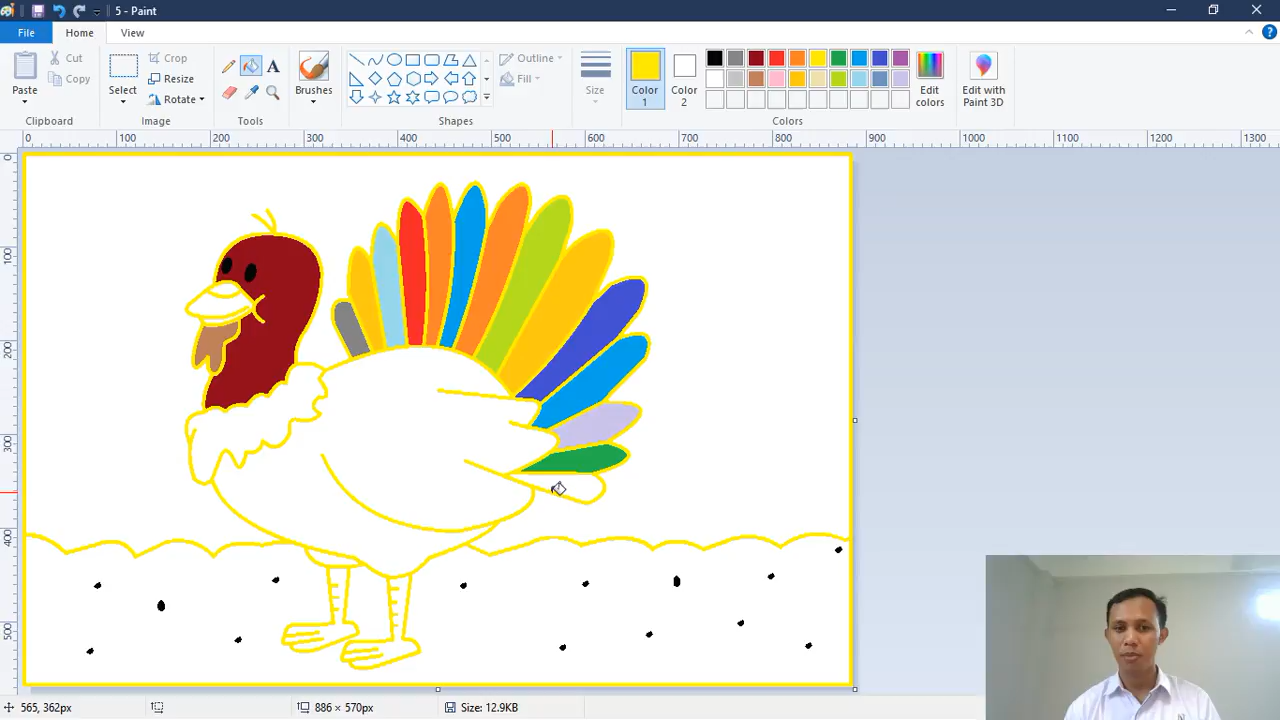 5 - Paint
File
Home
View
Paste
Cut
Copy
Clipboard
Select
Crop
Resize
Rotate
Image
A
Tools
Brushes
Outline
Fill
Shapes
Size
Color 1
Color 2
Edit colors
Edit with Paint 3D
Colors
0 100 200 300 400 500 600 700 800 900 1000 1100 1200 1300
0
100
200
300
400
500
565, 362px
886 × 570px
Size: 12.9KB